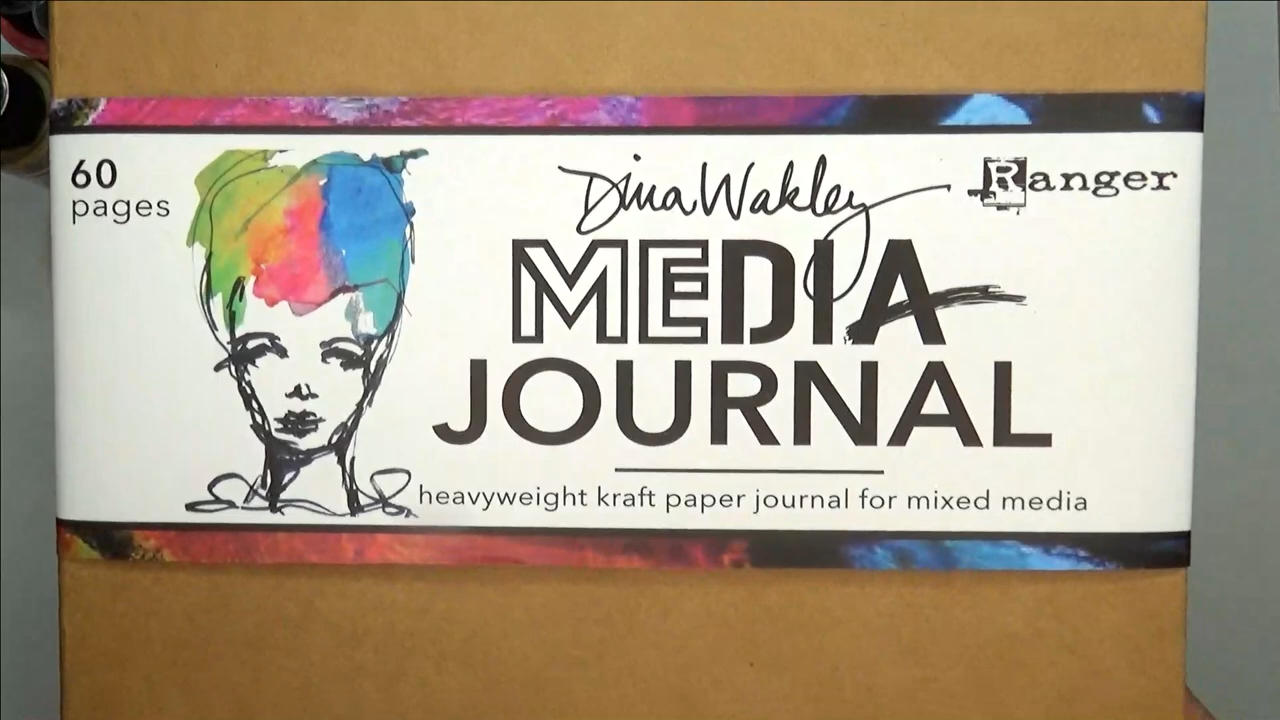 60
pages
Dina Wakley
Ranger
MEDIA
JOURNAL
heavyweight kraft paper journal for mixed media